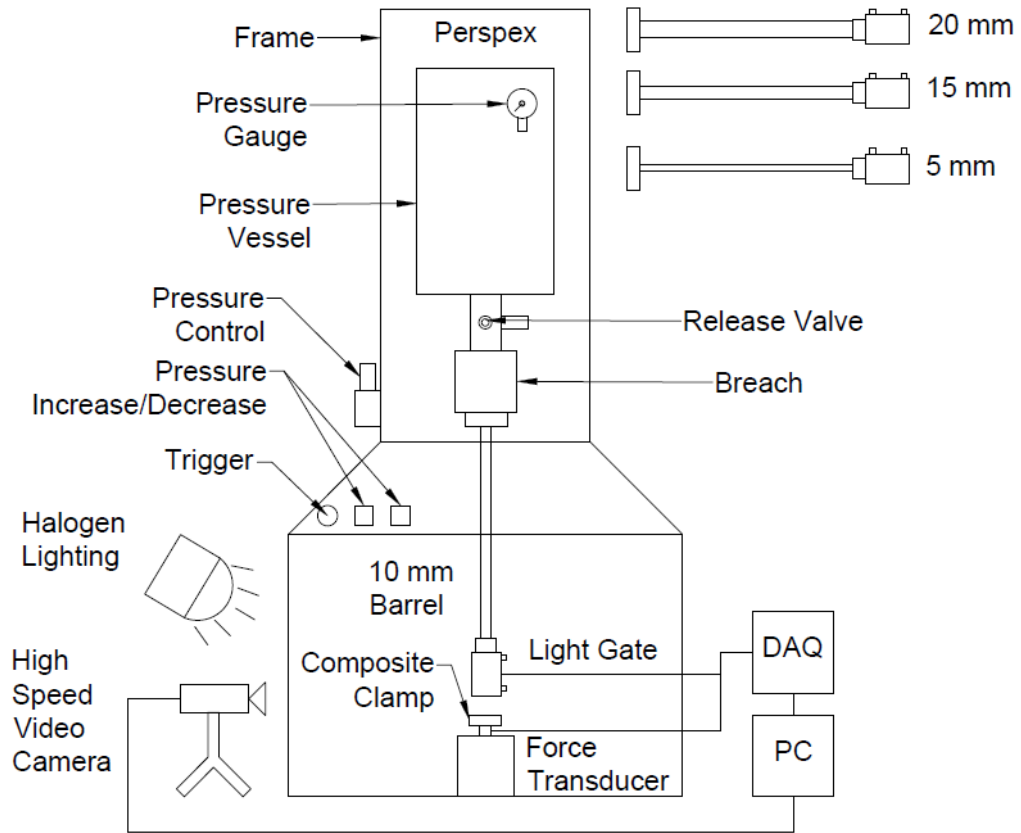 Frame
Perspex
20 mm
Pressure
Gauge
15 mm
5 mm
Pressure
Vessel
Pressure
Control
Release Valve
Pressure
Increase/Decrease
Breach
Trigger
Halogen
Lighting
10 mm
Barrel
High
Speed
Video
Camera
Composite
Clamp
Light Gate
DAQ
Force
Transducer
PC